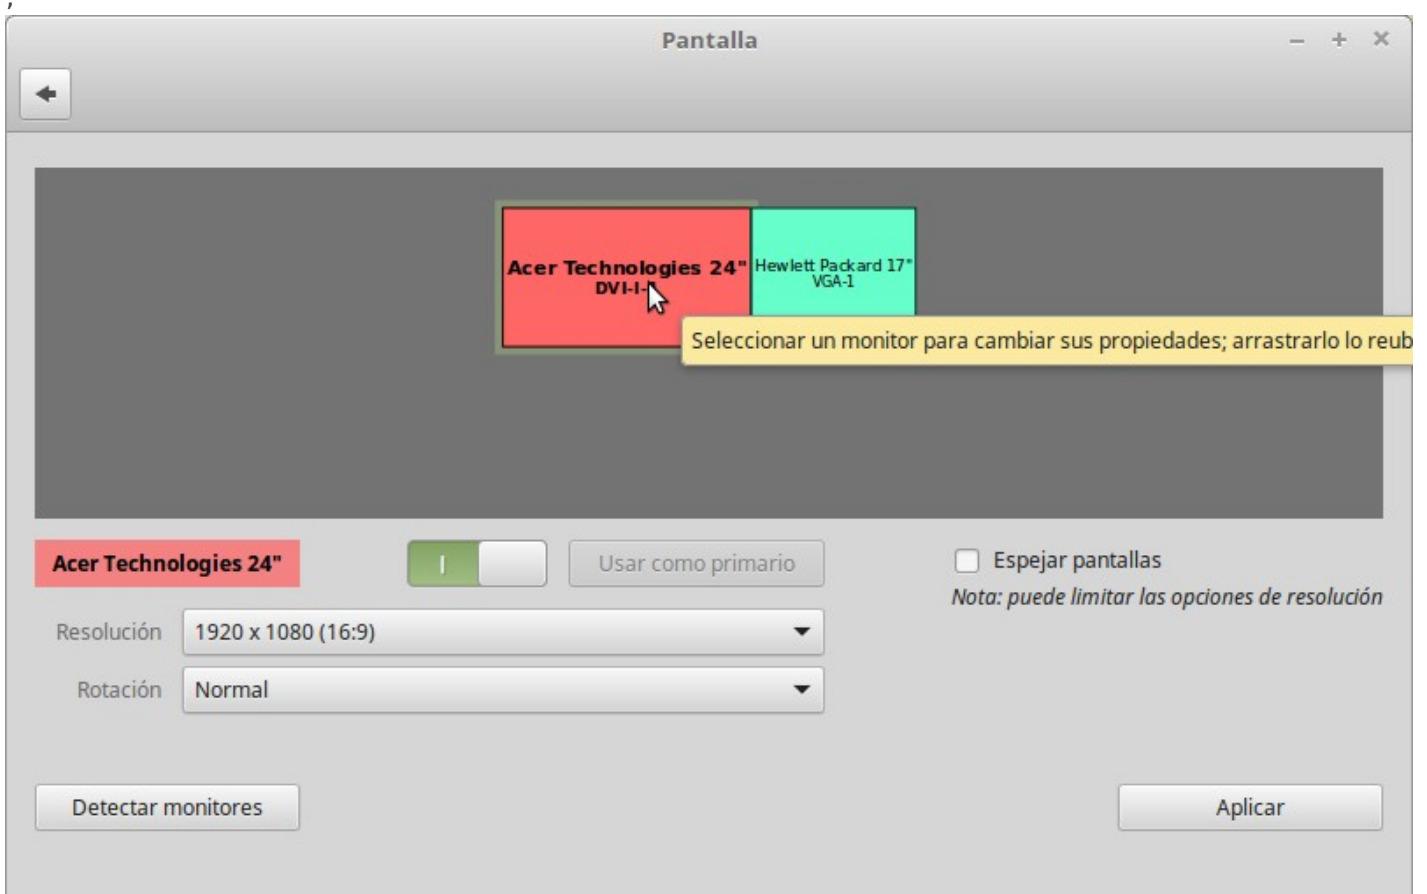 Pantalla
Acer Technologies 24"
DVI-I-
Hewlett Packard 17"
VGA-1
Seleccionar un monitor para cambiar sus propiedades; arrastrarlo lo reub
Acer Technologies 24"
I
Usar como primario
Espejar pantallas
Nota: puede limitar las opciones de resolución
Resolución
1920 x 1080 (16:9)
Rotación
Normal
Detectar monitores
Aplicar